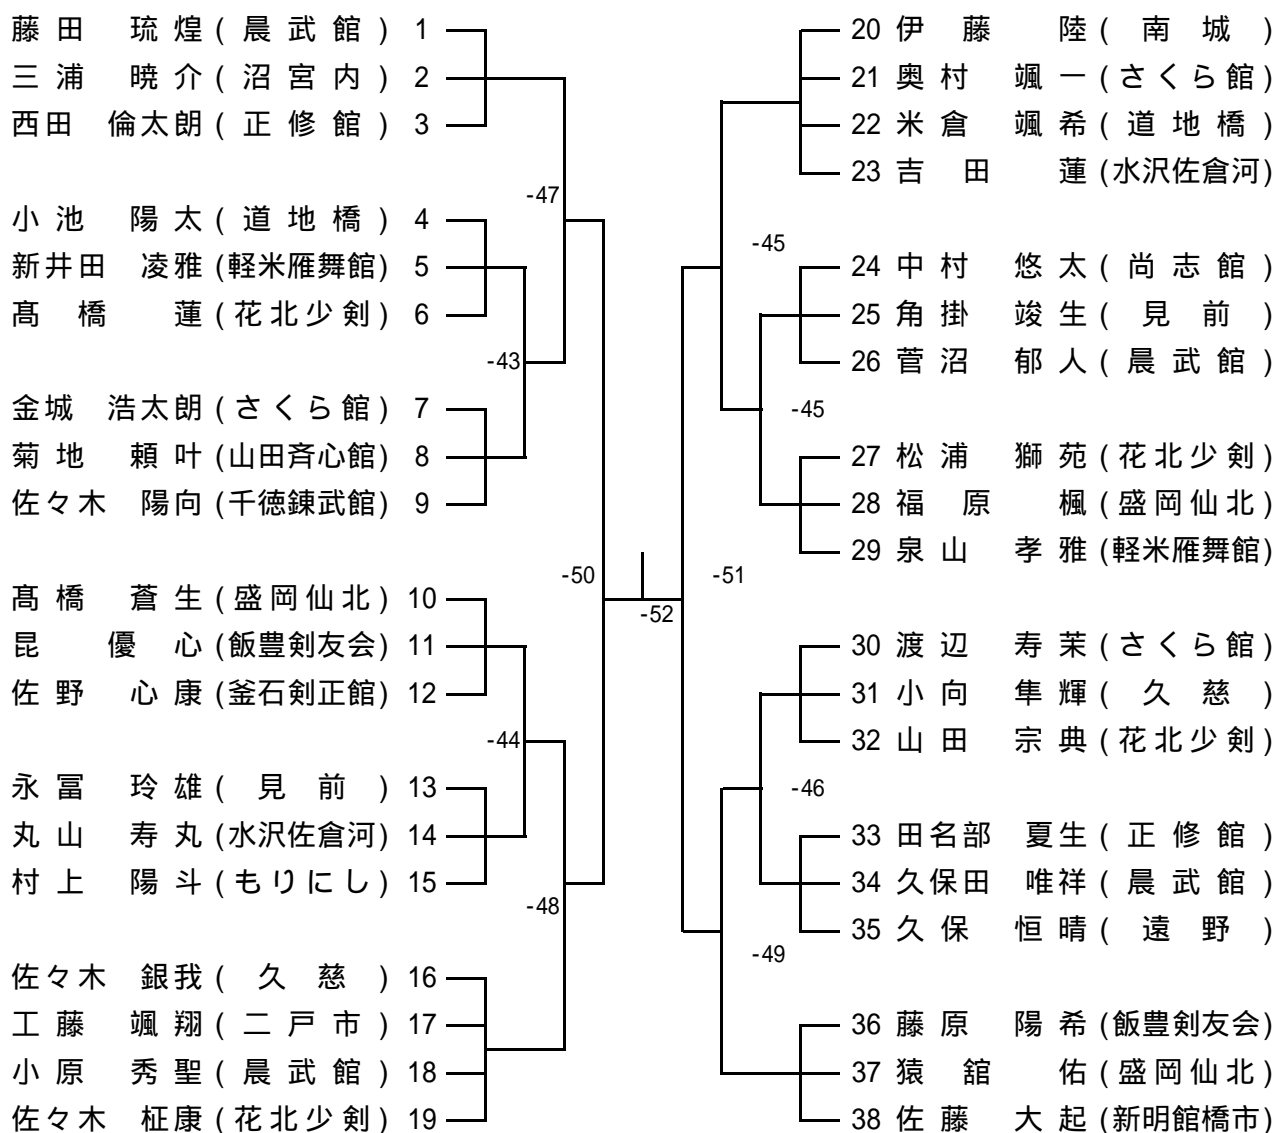 藤田 琉煌(晨武館) 1
三浦 暁介(沼宮内) 2
西田 倫太朗(正修館) 3
-47
小池 陽太(道地橋) 4
新井田 凌雅(軽米雁舞館) 5
髙橋 蓮(花北少剣) 6
-43
金城 浩太朗(さくら館) 7
菊地 頼叶(山田斉心館) 8
佐々木 陽向(千徳錬武館) 9
-50
髙橋 蒼生(盛岡仙北) 10
昆 優心(飯豊剣友会) 11
佐野 心康(釜石剣正館) 12
-44
永冨 玲雄(見前) 13
丸山 寿丸(水沢佐倉河) 14
村上 陽斗(もりにし) 15
-48
佐々木 銀我(久慈) 16
工藤 颯翔(二戸市) 17
小原 秀聖(晨武館) 18
佐々木 柾康(花北少剣) 19
-52
20 伊藤 陸(南城)
21 奥村 颯一(さくら館)
22 米倉 颯希(道地橋)
23 吉田 蓮(水沢佐倉河)
-45
24 中村 悠太(尚志館)
25 角掛 竣生(見前)
26 菅沼 郁人(晨武館)
-45
27 松浦 獅苑(花北少剣)
28 福原 楓(盛岡仙北)
29 泉山 孝雅(軽米雁舞館)
-51
30 渡辺 寿茉(さくら館)
31 小向 隼輝(久慈)
32 山田 宗典(花北少剣)
-46
33 田名部 夏生(正修館)
34 久保田 唯祥(晨武館)
35 久保 恒晴(遠野)
-49
36 藤原 陽希(飯豊剣友会)
37 猿舘 佑(盛岡仙北)
38 佐藤 大起(新明館橋市)